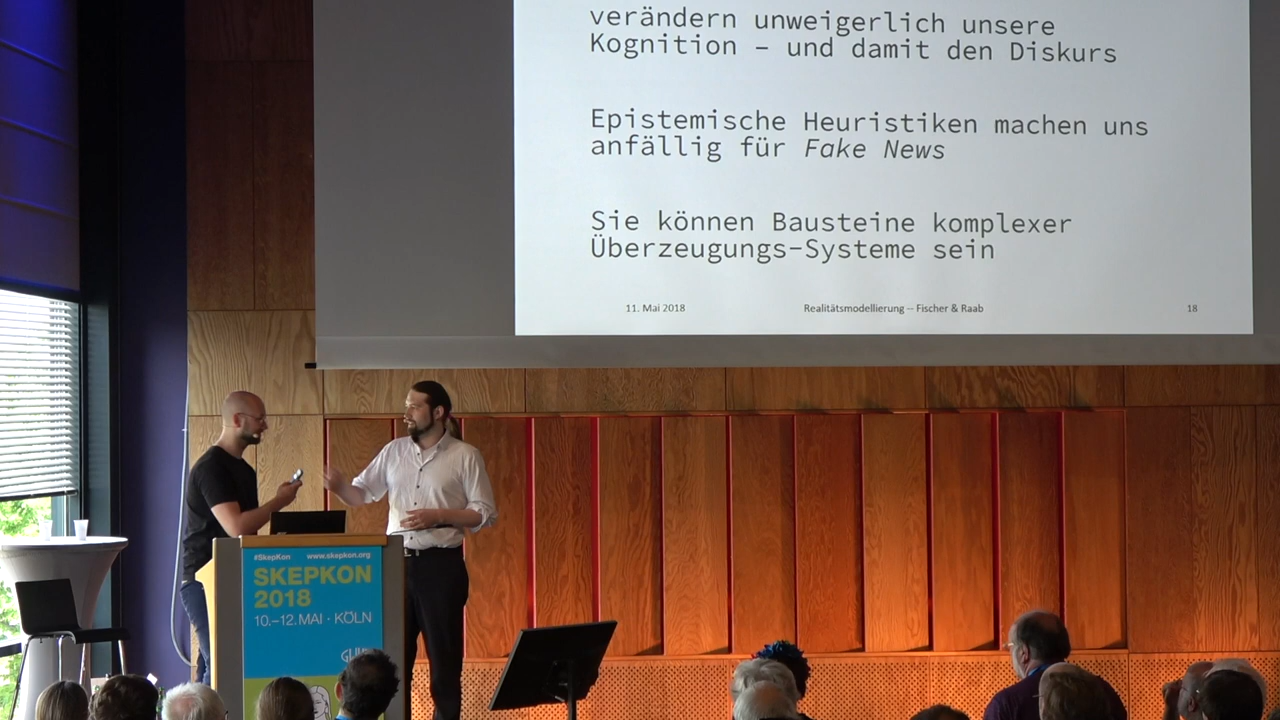 verändern unweigerlich unsere
Kognition – und damit den Diskurs
Epistemische Heuristiken machen uns
anfällig für Fake News
Sie können Bausteine komplexer
Überzeugungs-Systeme sein
11. Mai 2018 Realitätsmodellierung -- Fischer & Raab 18
#SkepKon www.skepkon.org
SKEPKON
2018
10.–12. MAI · KÖLN